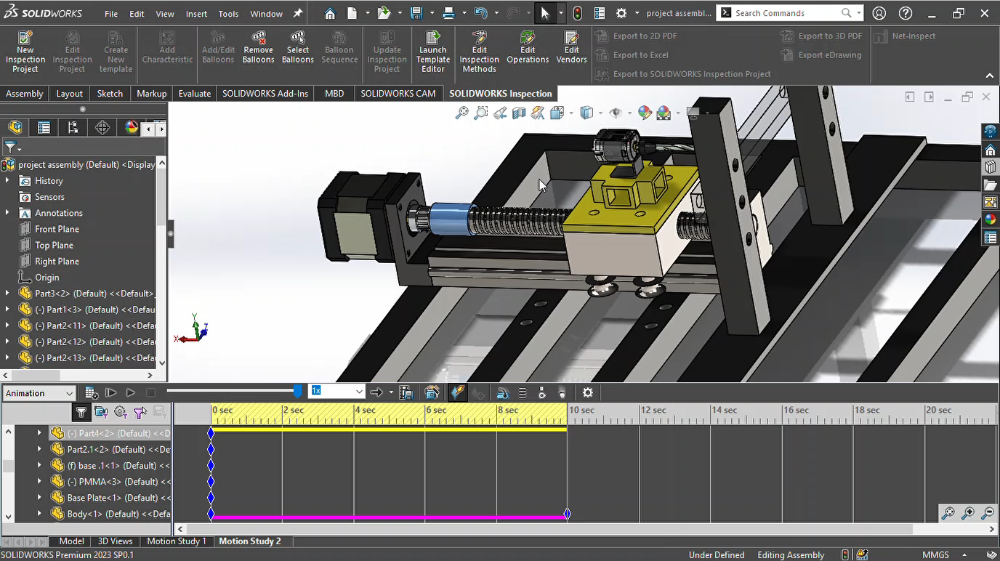 SOLIDWORKS File Edit View Insert Tools Window project assembl... Search Commands
New Inspection Project
Edit Inspection Project
Create New template
Add Characteristic
Add/Edit Balloons
Remove Balloons
Select Balloons
Balloon Sequence
Update Inspection Project
Launch Template Editor
Edit Inspection Methods
Edit Operations
Edit Vendors
Export to 2D PDF
Export to Excel
Export to SOLIDWORKS Inspection Project
Export to 3D PDF
Export eDrawing
Net-Inspect
Assembly Layout Sketch Markup Evaluate SOLIDWORKS Add-Ins MBD SOLIDWORKS CAM SOLIDWORKS Inspection
project assembly (Default) <Display
History
Sensors
Annotations
Front Plane
Top Plane
Right Plane
Origin
Part3<2> (Default) <<Default>_
(-) Part1<3> (Default) <<Defau
(-) Part2<11> (Default) <<Defa
(-) Part2<12> (Default) <<Defa
(-) Part2<13> (Default) <<Defa
Y
Z
X
Animation 1x
0 sec 2 sec 4 sec 6 sec 8 sec 10 sec 12 sec 14 sec 16 sec 18 sec 20 sec
(-) Part4<2> (Default) <<D
Part2.1<2> (Default) <<De
(f) base .1<1> (Default) <<
(-) PMMA<3> (Default) <<
Base Plate<1> (Default) <<
Body<1> (Default) <<Defa
Model 3D Views Motion Study 1 Motion Study 2
SOLIDWORKS Premium 2023 SP0.1 Under Defined Editing Assembly MMGS